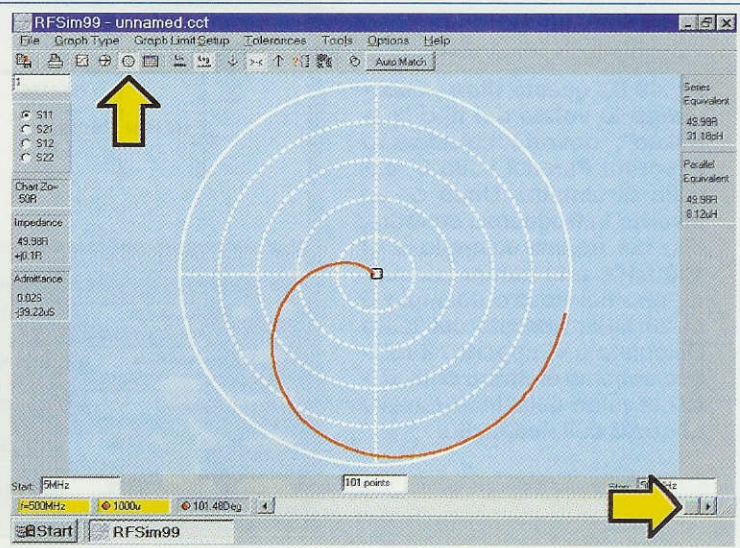 RFSim99 - unnamed.cct
File Graph Type Graph Limit Setup Tolerances Tools Options Help
Auto Match
1
S11
S21
S12
S22
Chart Zo=
50R
Impedance
49.98R
+j0.1R
Admittance
0.02S
-j39.22uS
Series
Equivalent
49.98R
31.18pH
Parallel
Equivalent
49.98R
8.12uH
Start: 5MHz
101 points
f=500MHz
1000u
101.48Deg
Start
RFSim99